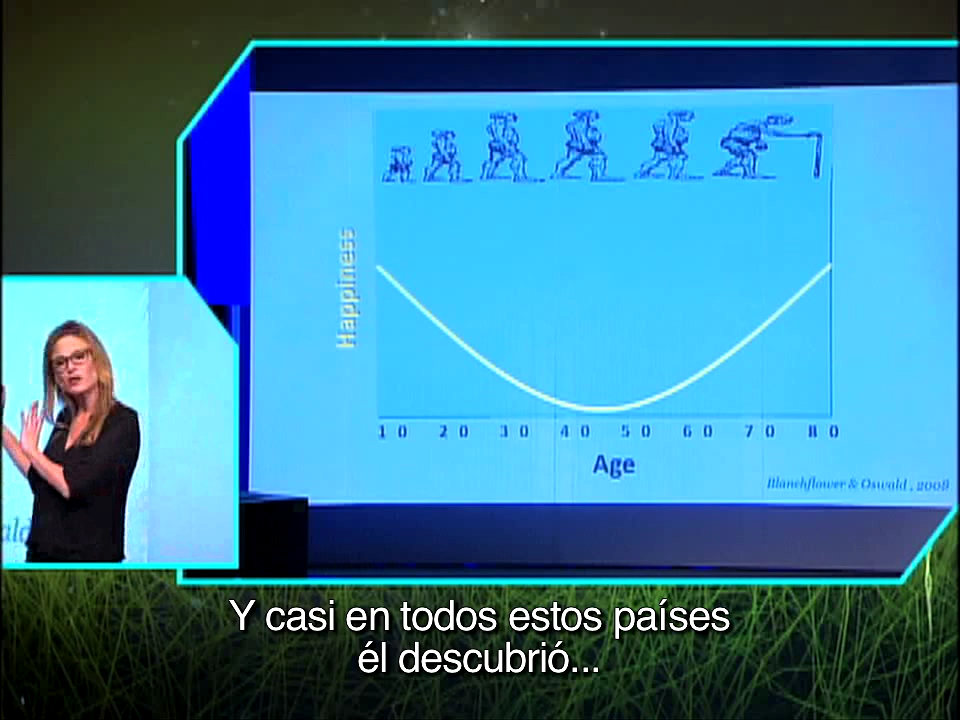 Happiness
10 20 30 40 50 60 70 80
Age
Blanchflower & Oswald, 2008
ald
Y casi en todos estos países
él descubrió...